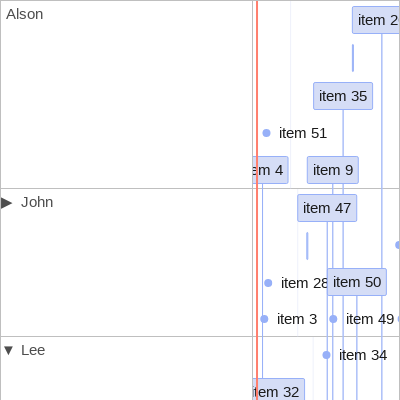 Alson
item 2
item 35
item 51
em 4
item 9
▶ John
item 47
item 28
item 50
item 3
item 49
▼ Lee
item 34
item 32